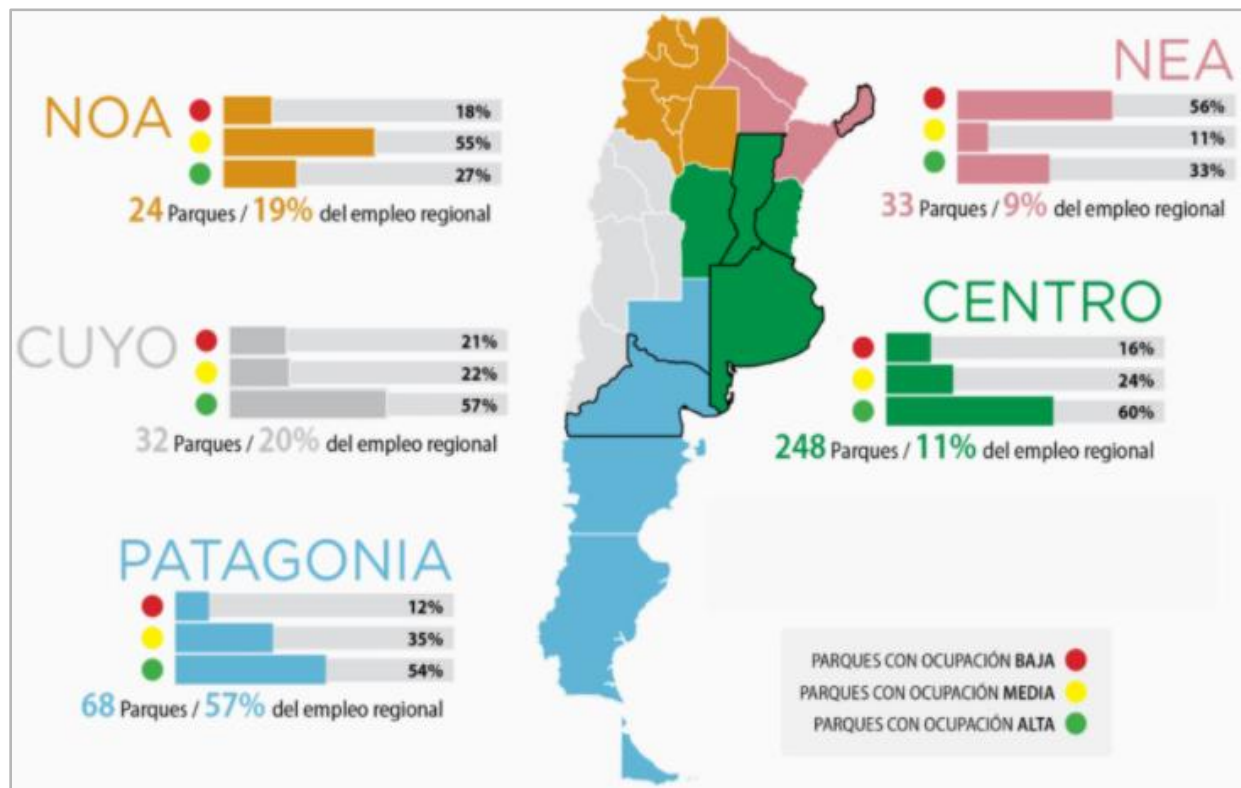 NOA
18%
55%
27%
24 Parques / 19% del empleo regional
NEA
56%
11%
33%
33 Parques / 9% del empleo regional
CUYO
21%
22%
57%
32 Parques / 20% del empleo regional
CENTRO
16%
24%
60%
248 Parques / 11% del empleo regional
PATAGONIA
12%
35%
54%
68 Parques / 57% del empleo regional
PARQUES CON OCUPACIÓN BAJA
PARQUES CON OCUPACIÓN MEDIA
PARQUES CON OCUPACIÓN ALTA